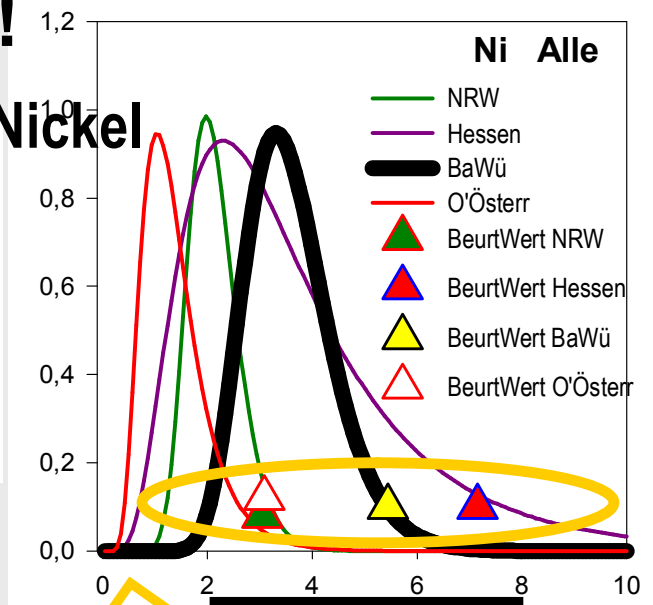 !
Nickel
Ni Alle
NRW
Hessen
BaWü
O'Österr
BeurtWert NRW
BeurtWert Hessen
BeurtWert BaWü
BeurtWert O'Österr
1,2
1,0
0,8
0,6
0,4
0,2
0,0
0 2 4 6 8 10